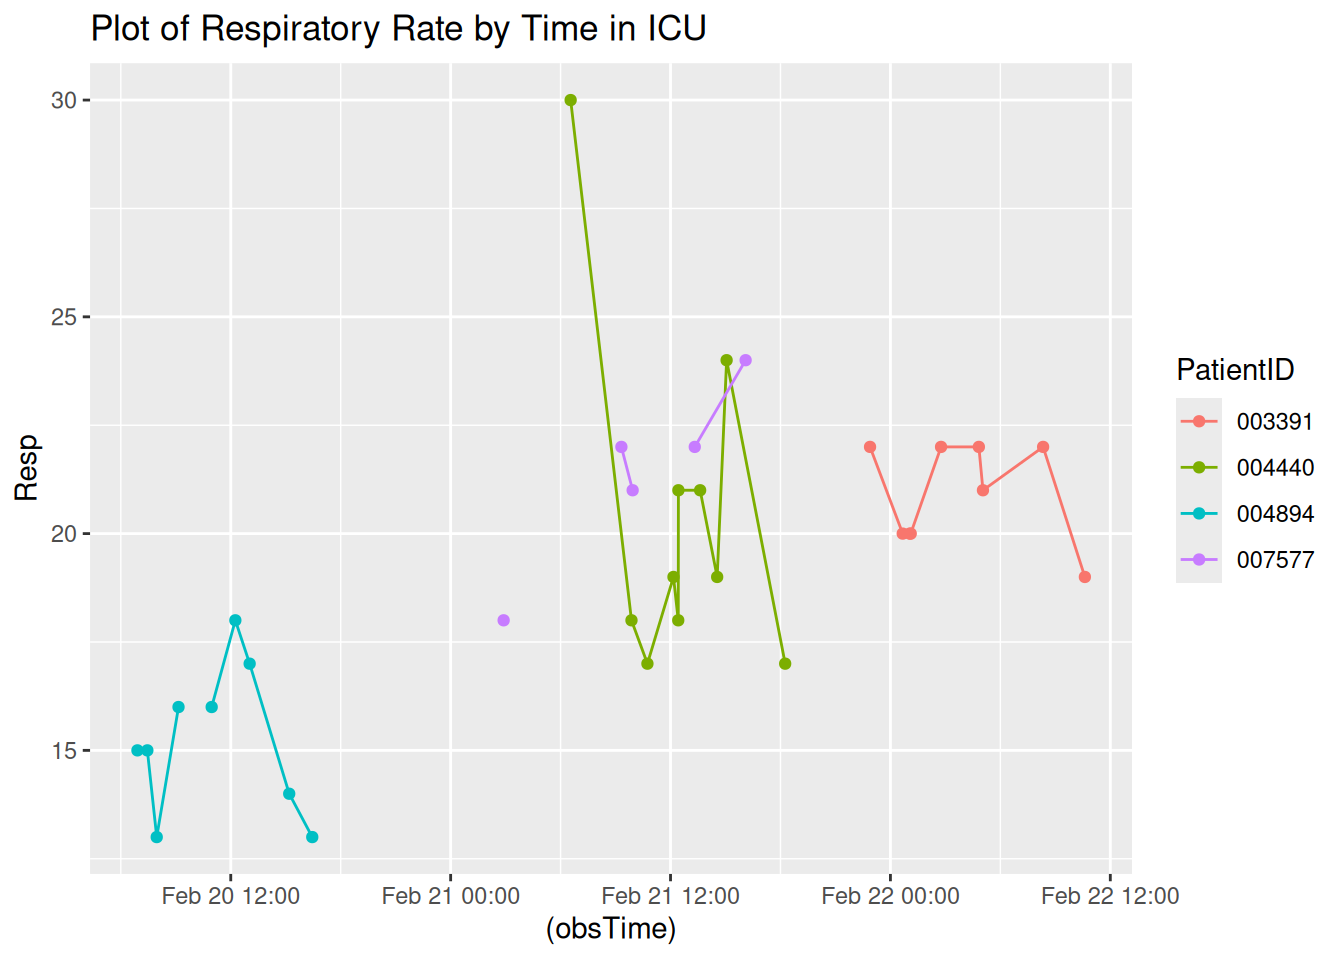 Plot of Respiratory Rate by Time in ICU
30
25
20
15
Resp
Feb 20 12:00
Feb 21 00:00
Feb 21 12:00
Feb 22 00:00
Feb 22 12:00
(obsTime)
PatientID
003391
004440
004894
007577